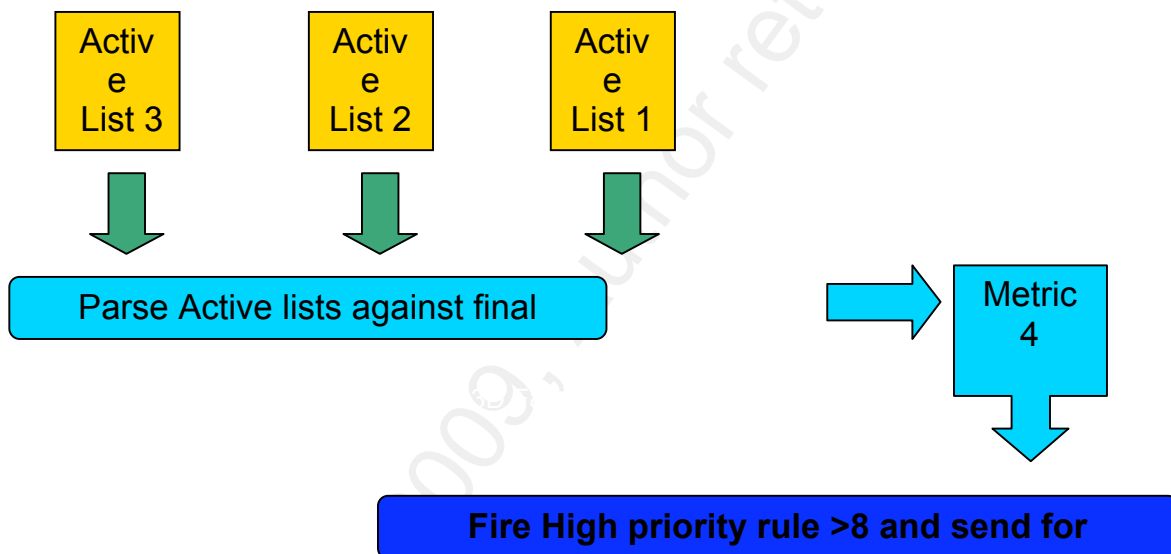 Activ
e
List 3
Activ
e
List 2
Activ
e
List 1
Parse Active lists against final
Metric
4
Fire High priority rule >8 and send for